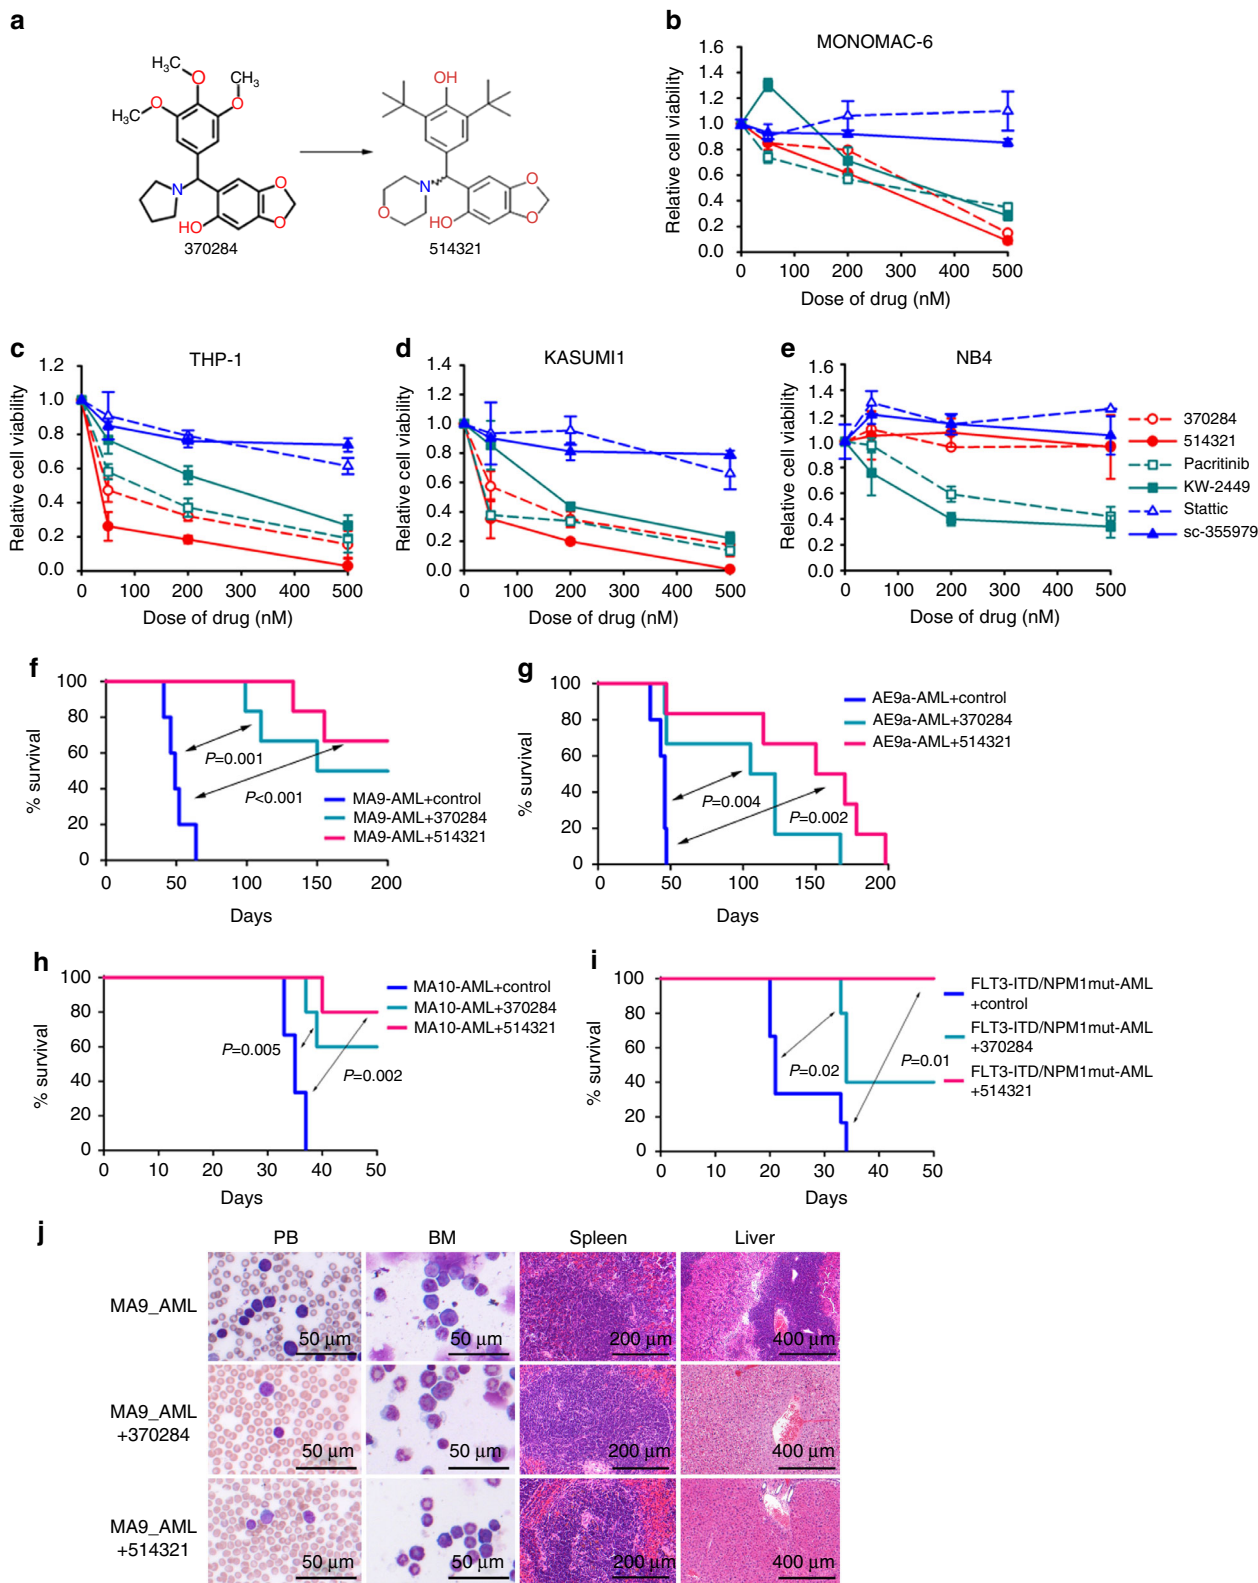 a
H₃C
O
CH₃
H₃C
O
O
N
HO
O
O
370284
OH
N
O
HO
O
O
514321
b
MONOMAC-6
Relative cell viability
1.6
1.4
1.2
1.0
0.8
0.6
0.4
0.2
0.0
0 100 200 300 400 500
Dose of drug (nM)
c
THP-1
Relative cell viability
1.2
1.0
0.8
0.6
0.4
0.2
0.0
0 100 200 300 400 500
Dose of drug (nM)
d
KASUMI1
Relative cell viability
1.4
1.2
1.0
0.8
0.6
0.4
0.2
0.0
0 100 200 300 400 500
Dose of drug (nM)
e
NB4
Relative cell viability
1.6
1.4
1.2
1.0
0.8
0.6
0.4
0.2
0.0
0 100 200 300 400 500
Dose of drug (nM)
370284
514321
Pacritinib
KW-2449
Stattic
sc-355979
f
% survival
100
80
60
40
20
0
0 50 100 150 200
Days
P=0.001
P<0.001
MA9-AML+control
MA9-AML+370284
MA9-AML+514321
g
% survival
100
80
60
40
20
0
0 50 100 150 200
Days
P=0.004
P=0.002
AE9a-AML+control
AE9a-AML+370284
AE9a-AML+514321
h
% survival
100
80
60
40
20
0
0 10 20 30 40 50
Days
P=0.005
P=0.002
MA10-AML+control
MA10-AML+370284
MA10-AML+514321
i
% survival
100
80
60
40
20
0
0 10 20 30 40 50
Days
P=0.02
P=0.01
FLT3-ITD/NPM1mut-AML
+control
FLT3-ITD/NPM1mut-AML
+370284
FLT3-ITD/NPM1mut-AML
+514321
j
PB BM Spleen Liver
MA9_AML
50 µm 50 µm 200 µm 400 µm
MA9_AML
+370284
50 µm 50 µm 200 µm 400 µm
MA9_AML
+514321
50 µm 50 µm 200 µm 400 µm